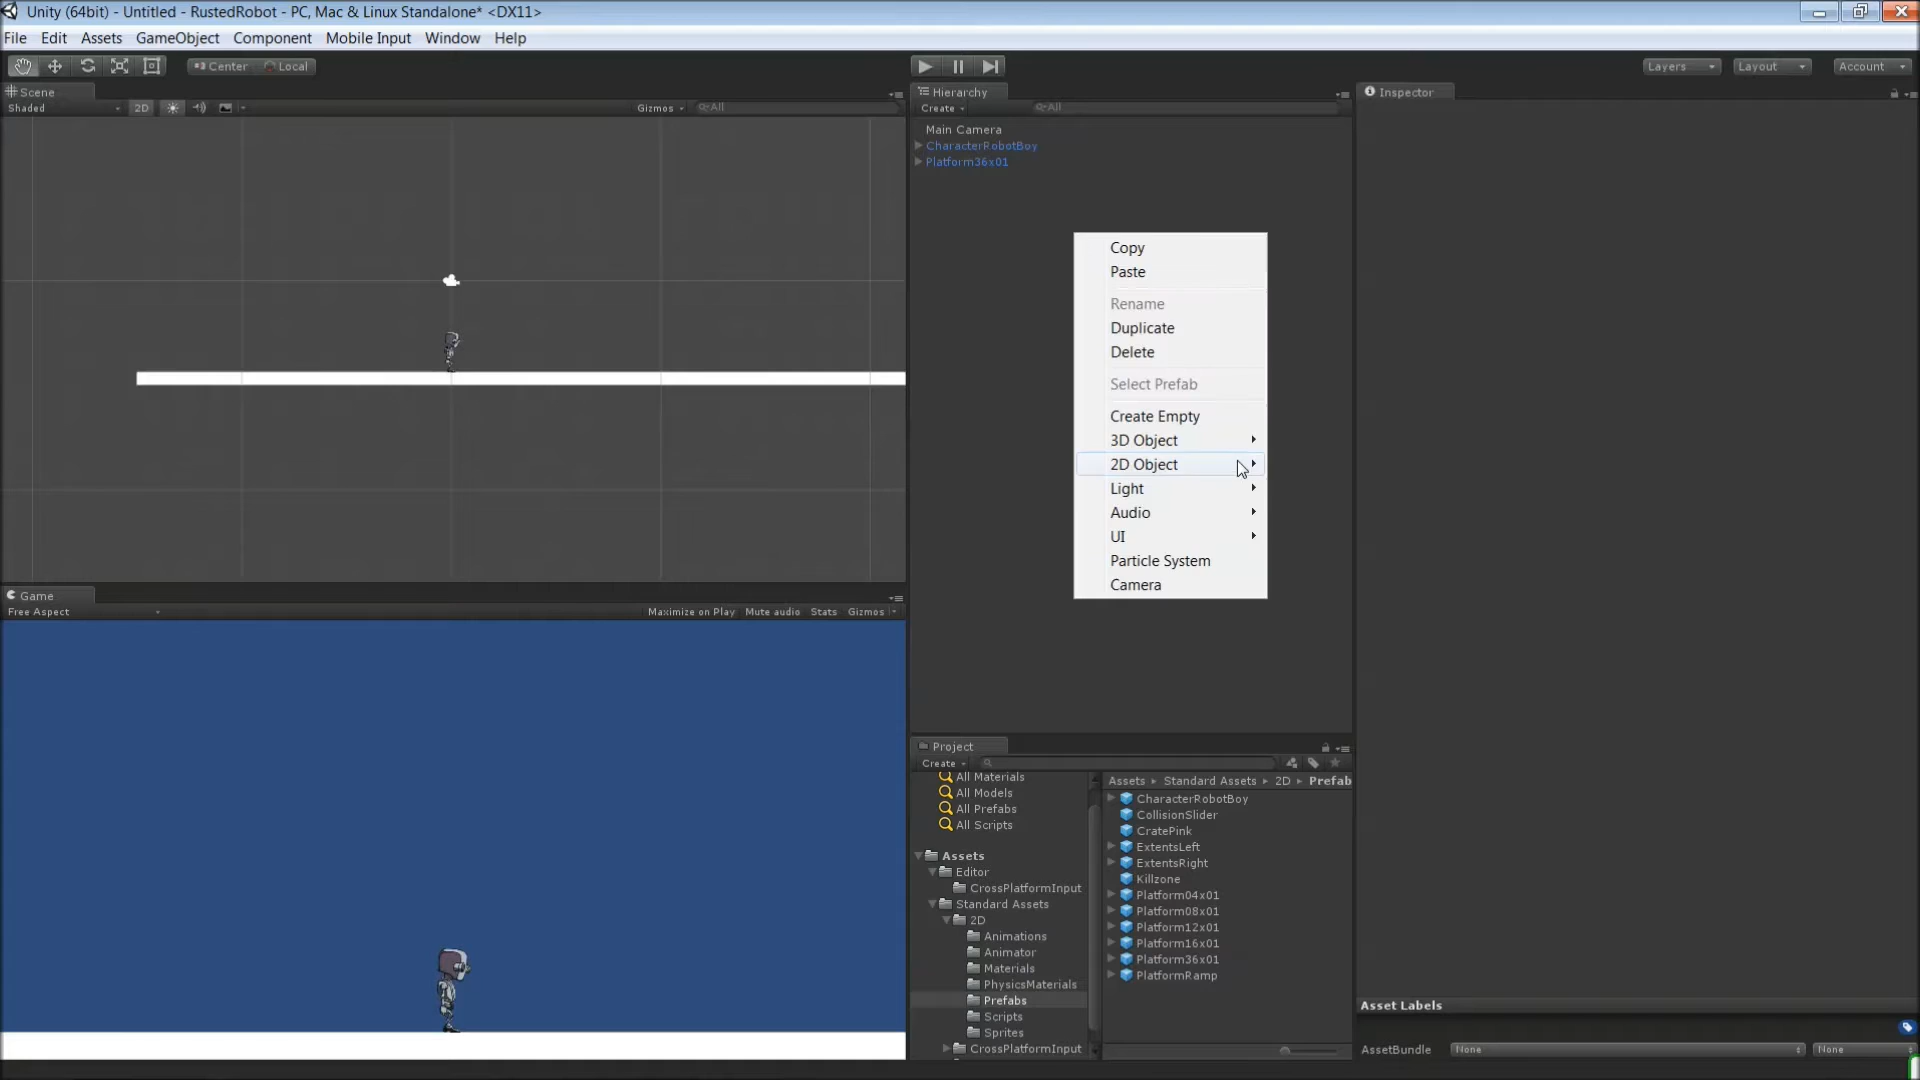 Unity (64bit) - Untitled - RustedRobot - PC, Mac & Linux Standalone* <DX11>
File Edit Assets GameObject Component Mobile Input Window Help
Center Local
Layers Layout Account
Scene
Shaded 2D Gizmos All
Hierarchy
Create All
Inspector
Main Camera
CharacterRobotBoy
Platform36x01
Copy
Paste
Rename
Duplicate
Delete
Select Prefab
Create Empty
3D Object
2D Object
Light
Audio
UI
Particle System
Camera
Game
Free Aspect Maximize on Play Mute audio Stats Gizmos
Project
Create
All Materials
All Models
All Prefabs
All Scripts
Assets
Editor
CrossPlatformInput
Standard Assets
2D
Animations
Animator
Materials
PhysicsMaterials
Prefabs
Scripts
Sprites
CrossPlatformInput
Assets Standard Assets 2D Prefab
CharacterRobotBoy
CollisionSlider
CratePink
ExtentsLeft
ExtentsRight
Killzone
Platform04x01
Platform08x01
Platform12x01
Platform16x01
Platform36x01
PlatformRamp
Asset Labels
AssetBundle None None